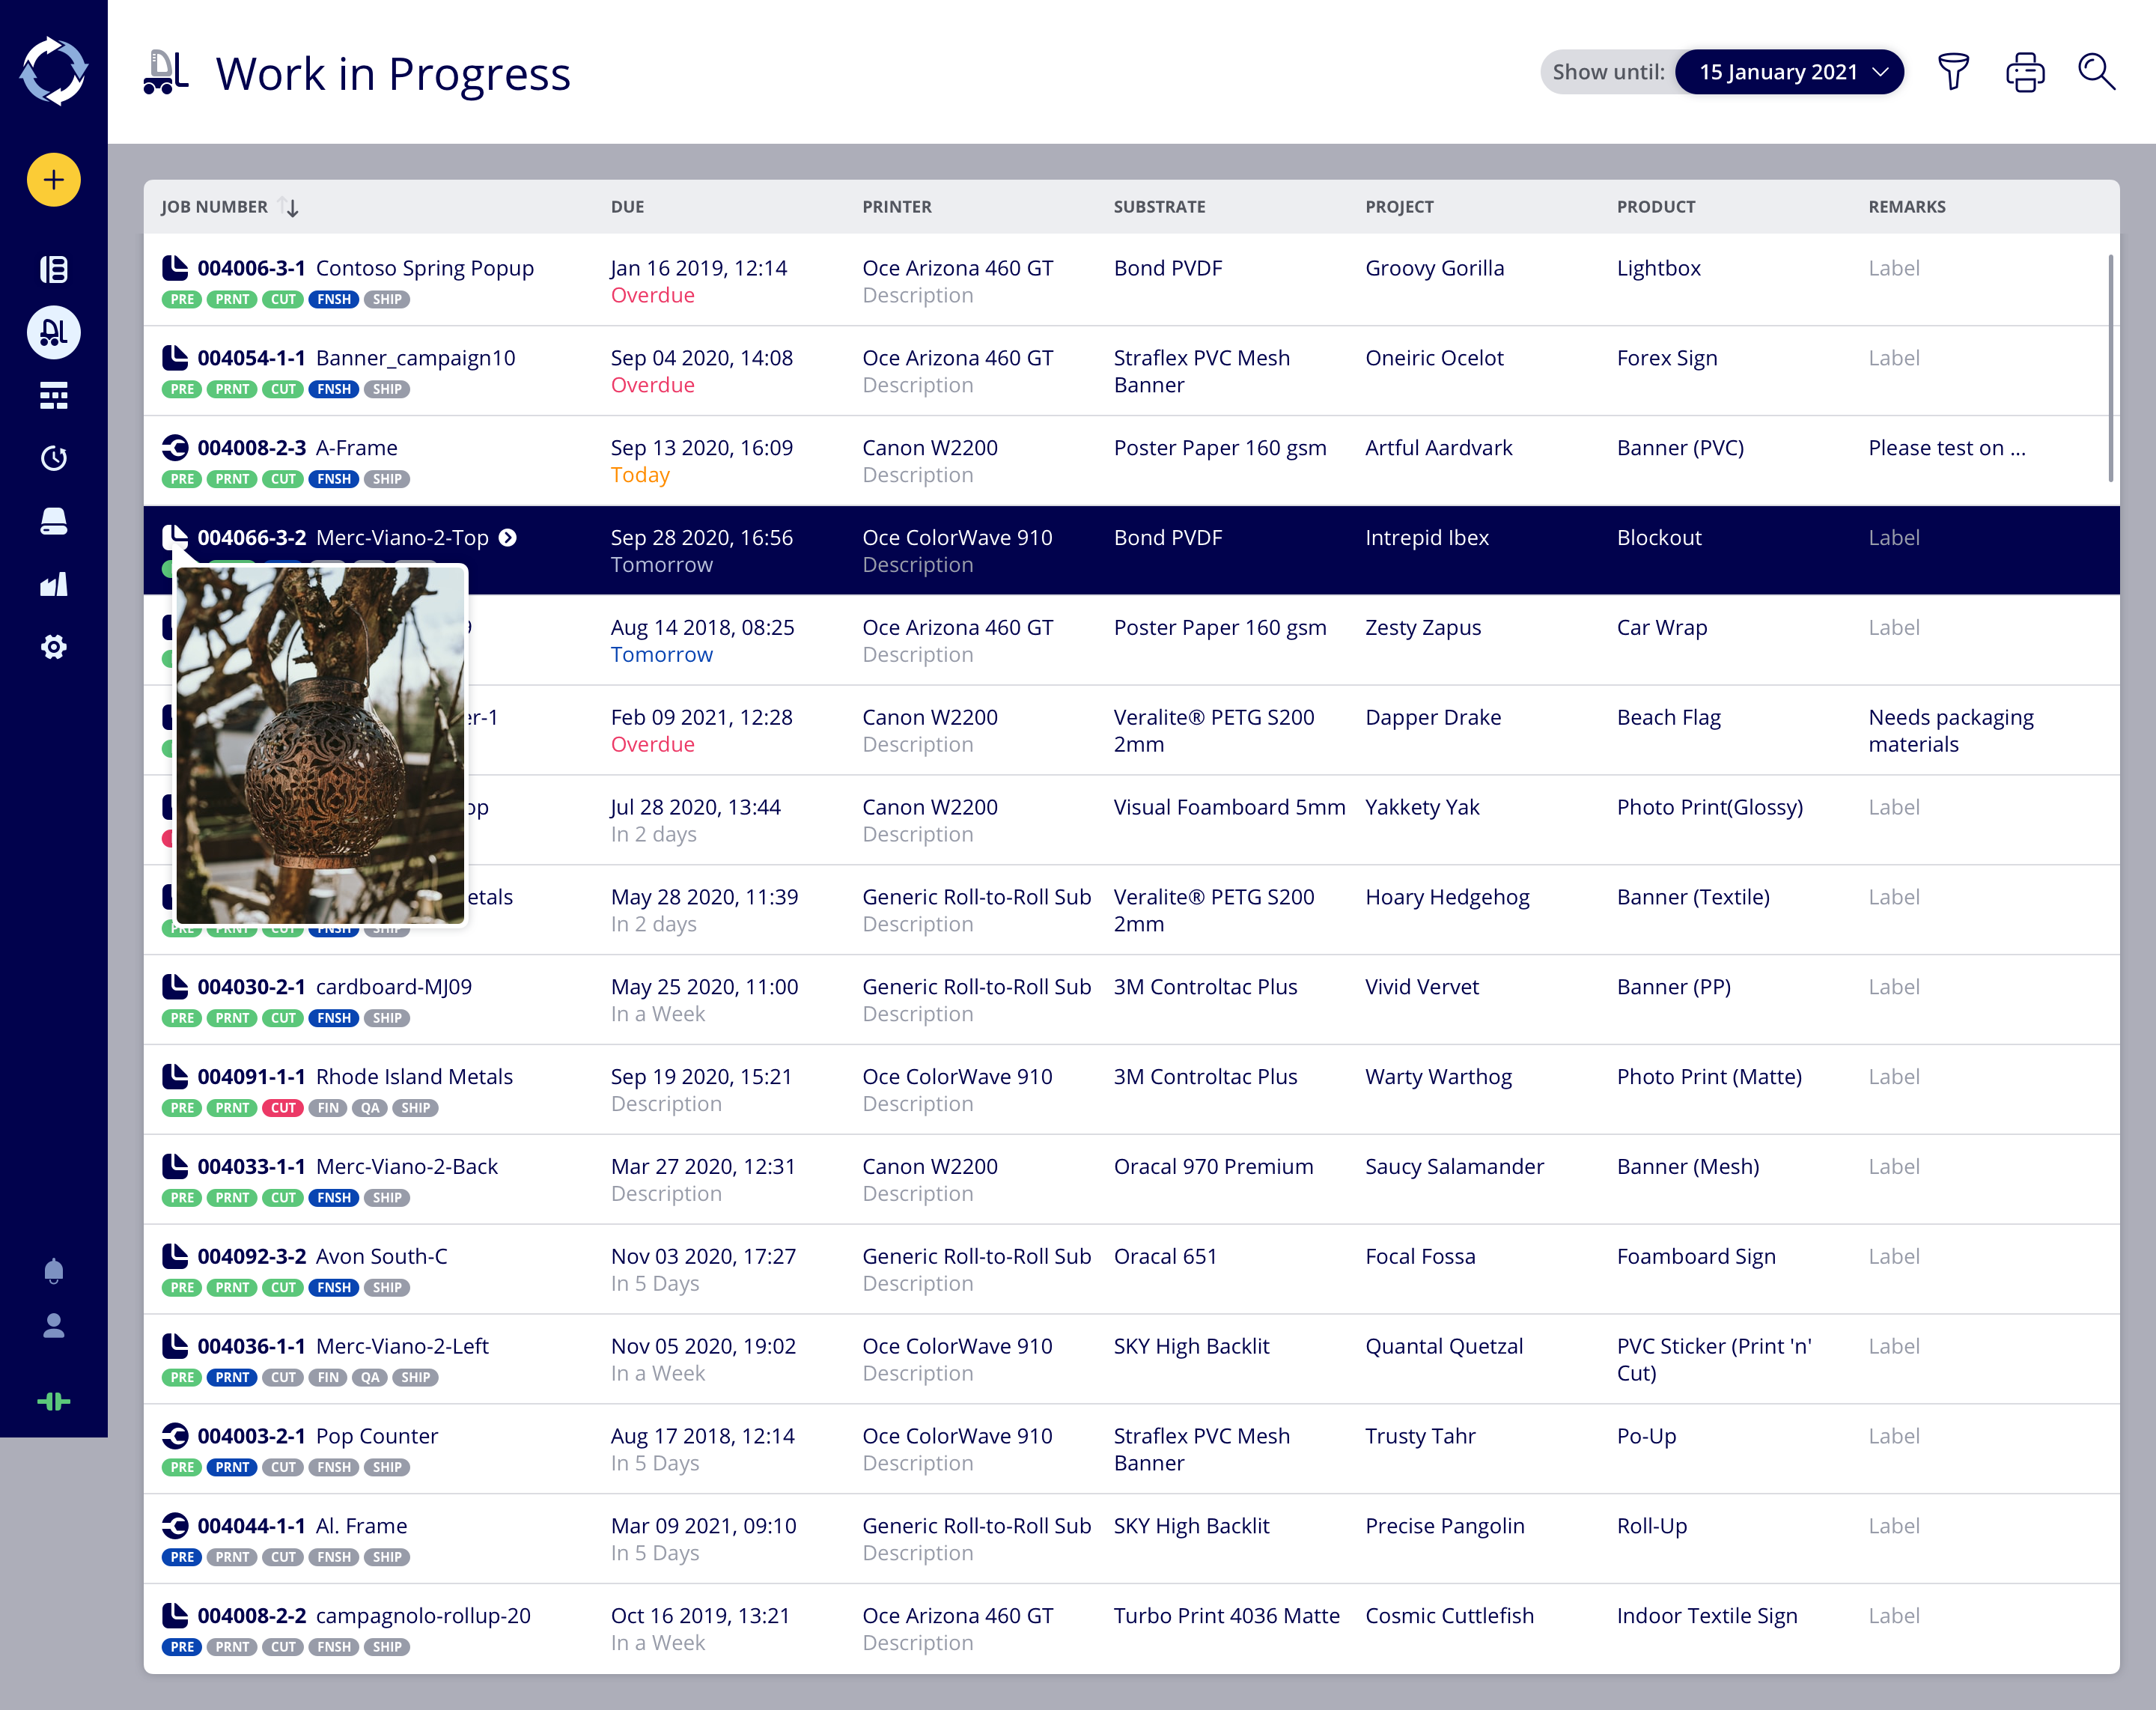 Work in Progress
Show until: 15 January 2021
JOB NUMBER DUE PRINTER SUBSTRATE PROJECT PRODUCT REMARKS
004006-3-1 Contoso Spring Popup Jan 16 2019, 12:14 Oce Arizona 460 GT Bond PVDF Groovy Gorilla Lightbox Label
PRE PRNT CUT FNSH SHIP Overdue Description
004054-1-1 Banner_campaign10 Sep 04 2020, 14:08 Oce Arizona 460 GT Straflex PVC Mesh Oneiric Ocelot Forex Sign Label
PRE PRNT CUT FNSH SHIP Overdue Description Banner
004008-2-3 A-Frame Sep 13 2020, 16:09 Canon W2200 Poster Paper 160 gsm Artful Aardvark Banner (PVC) Please test on ...
PRE PRNT CUT FNSH SHIP Today Description
004066-3-2 Merc-Viano-2-Top Sep 28 2020, 16:56 Oce ColorWave 910 Bond PVDF Intrepid Ibex Blockout Label
Tomorrow Description
Aug 14 2018, 08:25 Oce Arizona 460 GT Poster Paper 160 gsm Zesty Zapus Car Wrap Label
Tomorrow Description
er-1 Feb 09 2021, 12:28 Canon W2200 Veralite® PETG S200 Dapper Drake Beach Flag Needs packaging
Overdue Description 2mm materials
op Jul 28 2020, 13:44 Canon W2200 Visual Foamboard 5mm Yakkety Yak Photo Print(Glossy) Label
In 2 days Description
etals May 28 2020, 11:39 Generic Roll-to-Roll Sub Veralite® PETG S200 Hoary Hedgehog Banner (Textile) Label
PRE PRNT CUT FNSH SHIP In 2 days Description 2mm
004030-2-1 cardboard-MJ09 May 25 2020, 11:00 Generic Roll-to-Roll Sub 3M Controltac Plus Vivid Vervet Banner (PP) Label
PRE PRNT CUT FNSH SHIP In a Week Description
004091-1-1 Rhode Island Metals Sep 19 2020, 15:21 Oce ColorWave 910 3M Controltac Plus Warty Warthog Photo Print (Matte) Label
PRE PRNT CUT FIN QA SHIP Description Description
004033-1-1 Merc-Viano-2-Back Mar 27 2020, 12:31 Canon W2200 Oracal 970 Premium Saucy Salamander Banner (Mesh) Label
PRE PRNT CUT FNSH SHIP Description Description
004092-3-2 Avon South-C Nov 03 2020, 17:27 Generic Roll-to-Roll Sub Oracal 651 Focal Fossa Foamboard Sign Label
PRE PRNT CUT FNSH SHIP In 5 Days Description
004036-1-1 Merc-Viano-2-Left Nov 05 2020, 19:02 Oce ColorWave 910 SKY High Backlit Quantal Quetzal PVC Sticker (Print 'n' Label
PRE PRNT CUT FIN QA SHIP In a Week Description Cut)
004003-2-1 Pop Counter Aug 17 2018, 12:14 Oce ColorWave 910 Straflex PVC Mesh Trusty Tahr Po-Up Label
PRE PRNT CUT FNSH SHIP In 5 Days Description Banner
004044-1-1 Al. Frame Mar 09 2021, 09:10 Generic Roll-to-Roll Sub SKY High Backlit Precise Pangolin Roll-Up Label
PRE PRNT CUT FNSH SHIP In 5 Days Description
004008-2-2 campagnolo-rollup-20 Oct 16 2019, 13:21 Oce Arizona 460 GT Turbo Print 4036 Matte Cosmic Cuttlefish Indoor Textile Sign Label
PRE PRNT CUT FNSH SHIP In a Week Description